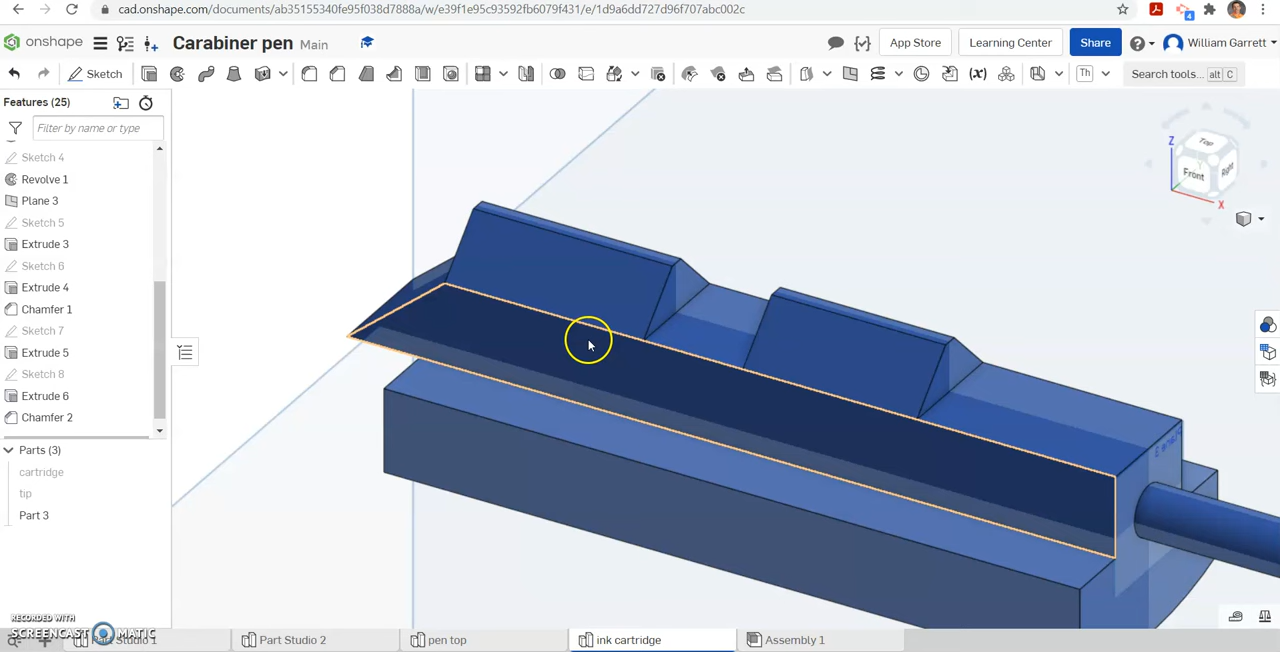 cad.onshape.com/documents/ab35155340fe95f038d7888a/w/e39f1e95c93592fb6079f431/e/1d9a6dd727d96f707abc002c
4
onshape
Carabiner pen Main
App Store
Learning Center
Share
William Garrett
Sketch
Th
Search tools... alt C
Features (25)
Filter by name or type
Sketch 4
Revolve 1
Plane 3
Sketch 5
Extrude 3
Sketch 6
Extrude 4
Chamfer 1
Sketch 7
Extrude 5
Sketch 8
Extrude 6
Chamfer 2
Parts (3)
cartridge
tip
Part 3
Z
Top
Front
Right
X
RECORDED WITH
SCREENCAST MATIC
Part Studio 2
pen top
ink cartridge
Assembly 1